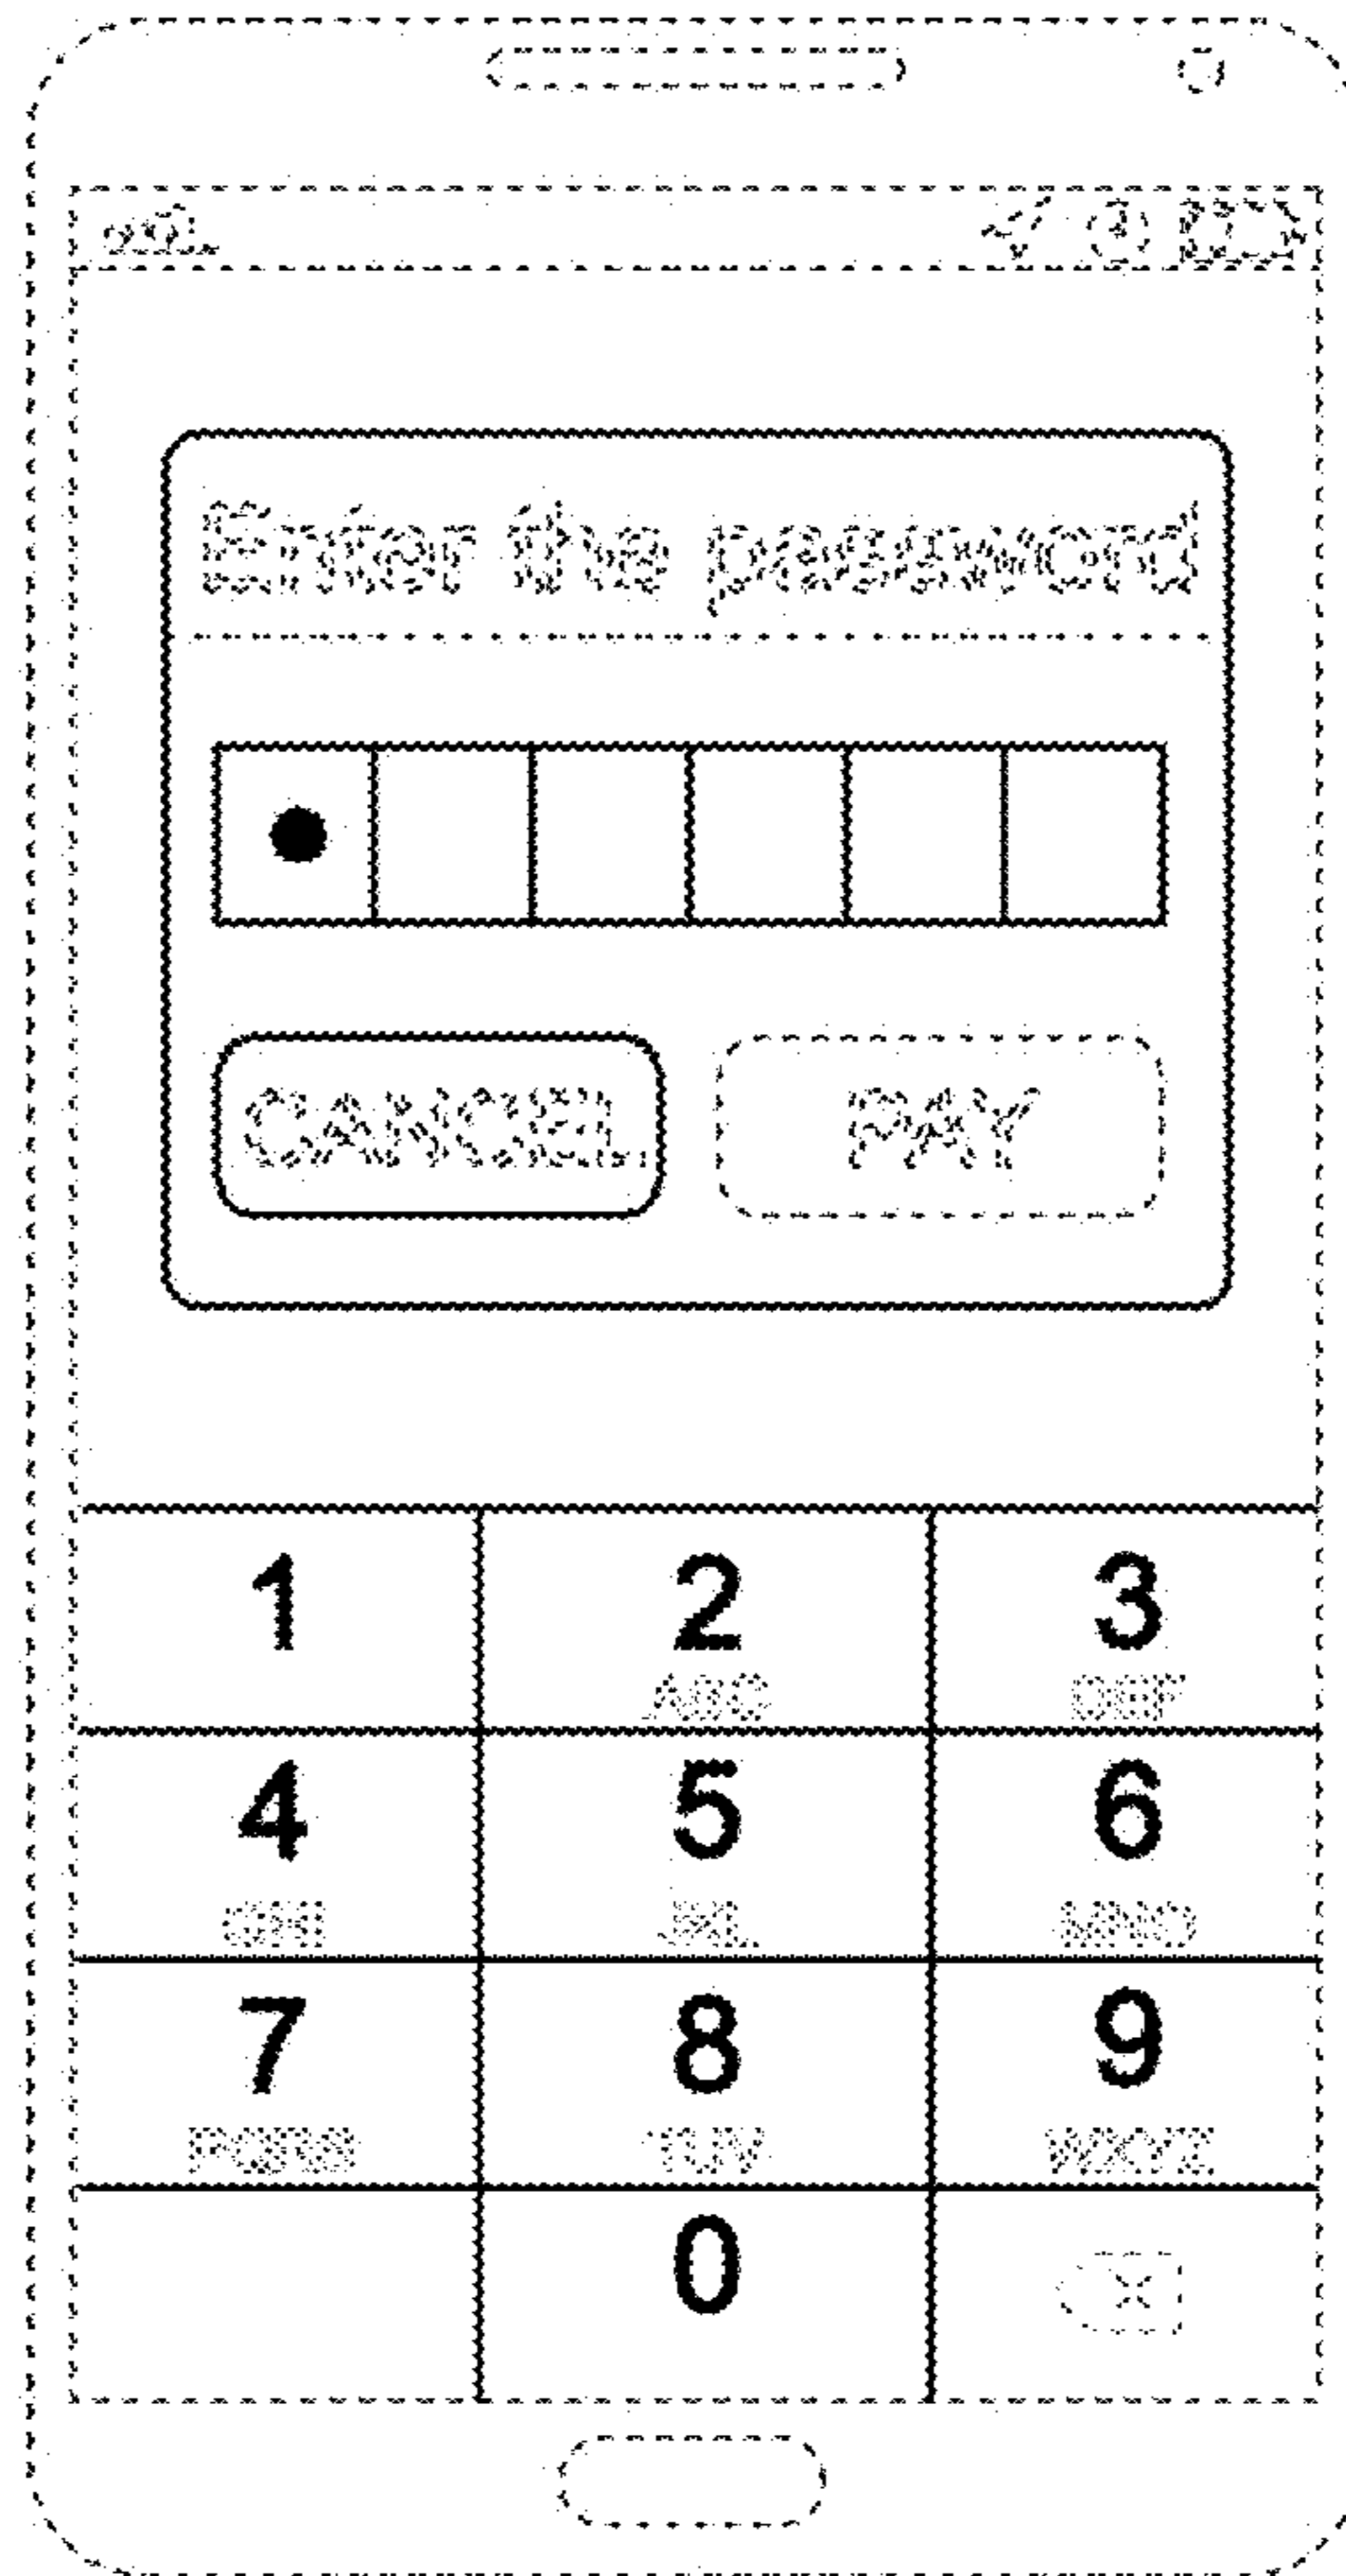 Enter the password
CANCEL PAY
1 2 3
ABC DEF
4 5 6
GHI JKL MNO
7 8 9
PQRS TUV WXYZ
0